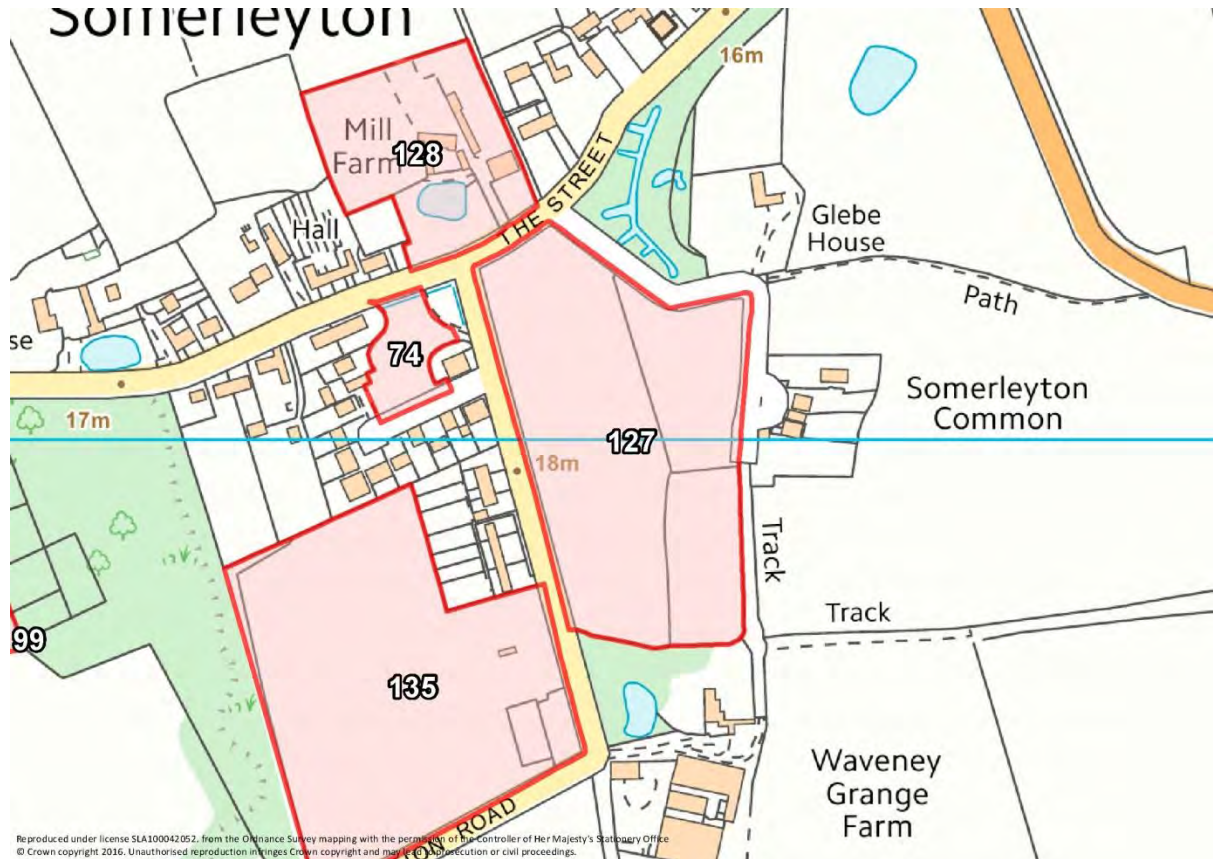 Somerleyton
16m
Mill
Farm
128
THE STREET
Hall
Glebe
House
Path
se
74
Somerleyton
Common
17m
127
18m
Track
Track
99
135
Waveney
Grange
Farm
ROAD
Reproduced under license SLA100042052. from the Ordnance Survey mapping with the permission of the Controller of Her Majesty's Stationery Office
© Crown copyright 2016. Unauthorised reproduction infringes Crown copyright and may lead to prosecution or civil proceedings.